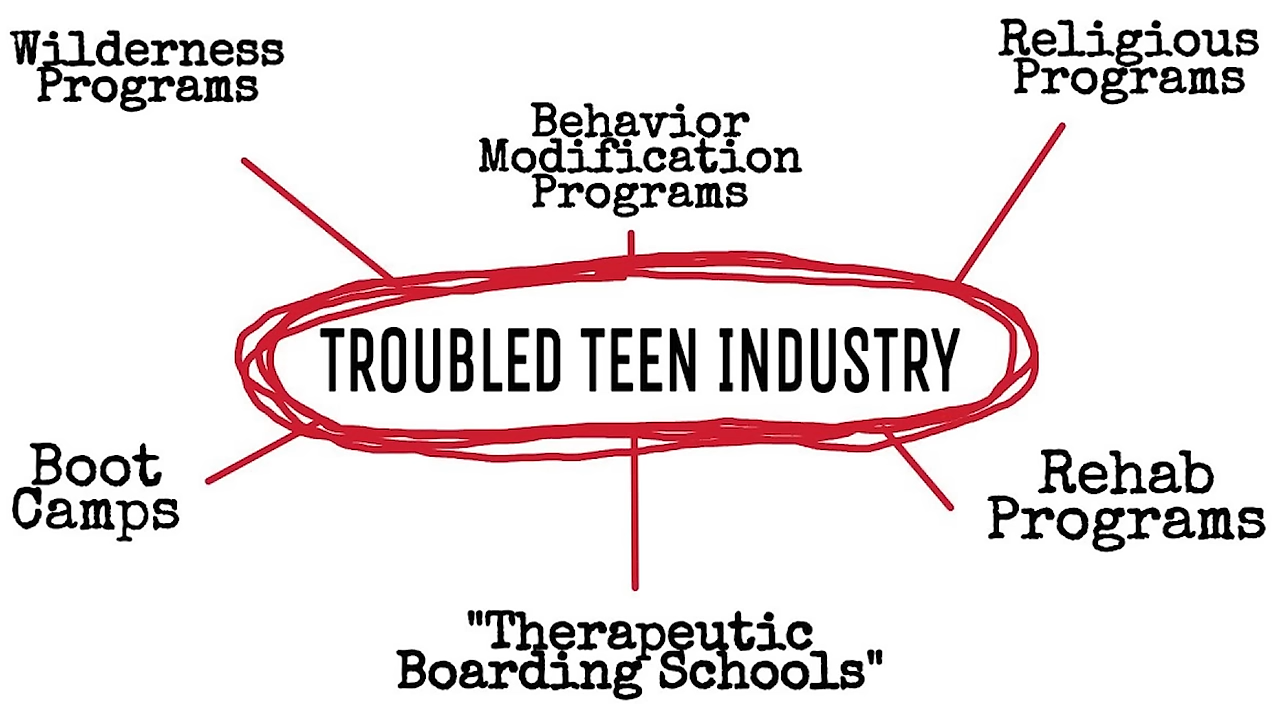 Wilderness
Programs
Religious
Programs
Behavior
Modification
Programs
TROUBLED TEEN INDUSTRY
Boot
Camps
Rehab
Programs
"Therapeutic
Boarding Schools"